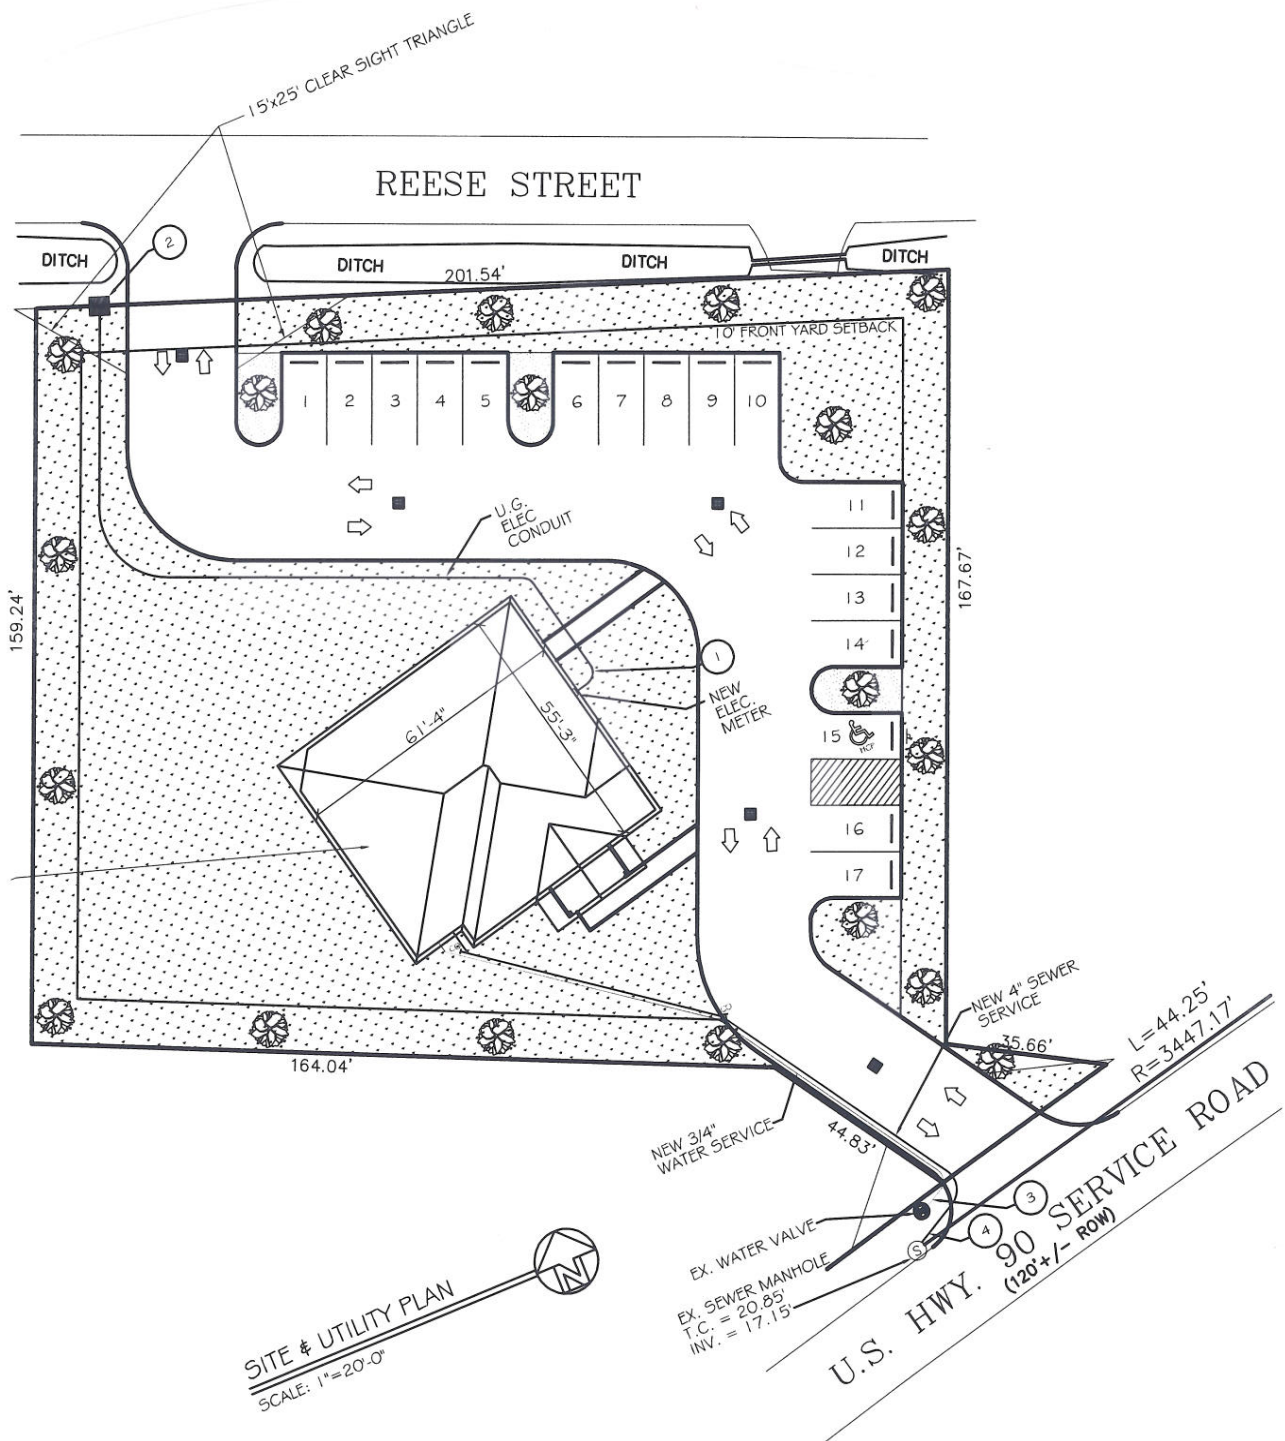 15'x25' CLEAR SIGHT TRIANGLE
REESE STREET
2
DITCH
DITCH
DITCH
DITCH
201.54'
10' FRONT YARD SETBACK
1
2
3
4
5
6
7
8
9
10
11
12
13
14
15
HCP
16
17
U.G.
ELEC
CONDUIT
159.24'
167.67'
1
NEW
ELEC.
METER
61'-4"
55'-3"
NEW 4" SEWER
SERVICE
35.66'
L=44.25'
R=3447.17'
164.04'
NEW 3/4"
WATER SERVICE
44.83'
3
4
EX. WATER VALVE
S
EX. SEWER MANHOLE
T.C. = 20.85'
INV. = 17.15'
U.S. HWY. 90 SERVICE ROAD
(120'+/- ROW)
N
SITE & UTILITY PLAN
SCALE: 1"=20'-0"